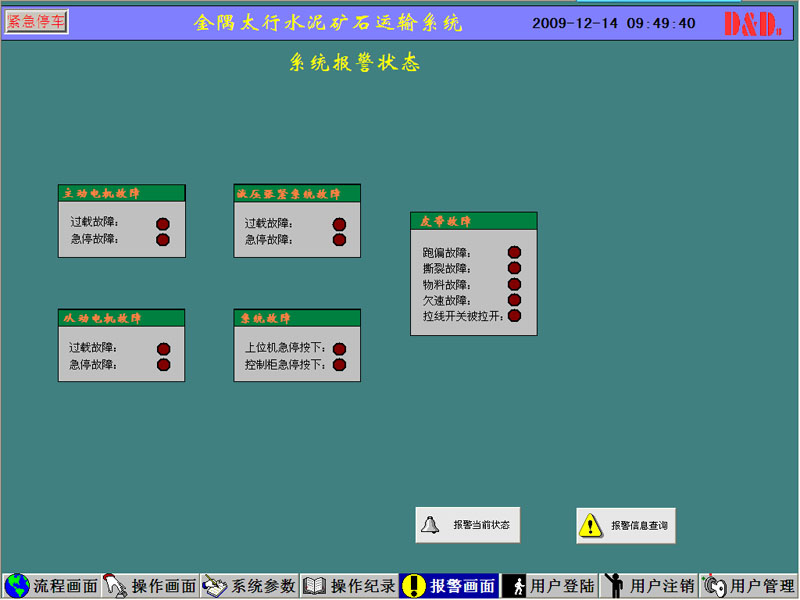 紧急停车
金隅太行水泥矿石运输系统
2009-12-14 09:49:40
D&D
系统报警状态
主动电机故障
过载故障:
急停故障:
液压张紧系统故障
过载故障:
急停故障:
皮带故障
跑偏故障:
撕裂故障:
物料故障:
欠速故障:
拉线开关被拉开:
从动电机故障
过载故障:
急停故障:
系统故障
上位机急停按下:
控制柜急停按下:
报警当前状态
报警信息查询
流程画面
操作画面
系统参数
操作纪录
报警画面
用户登陆
用户注销
用户管理